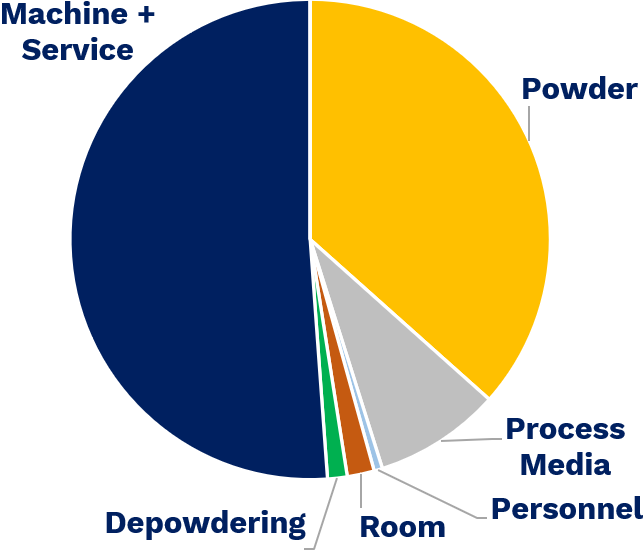 Machine +
Service
Powder
Process
Media
Personnel
Depowdering
Room